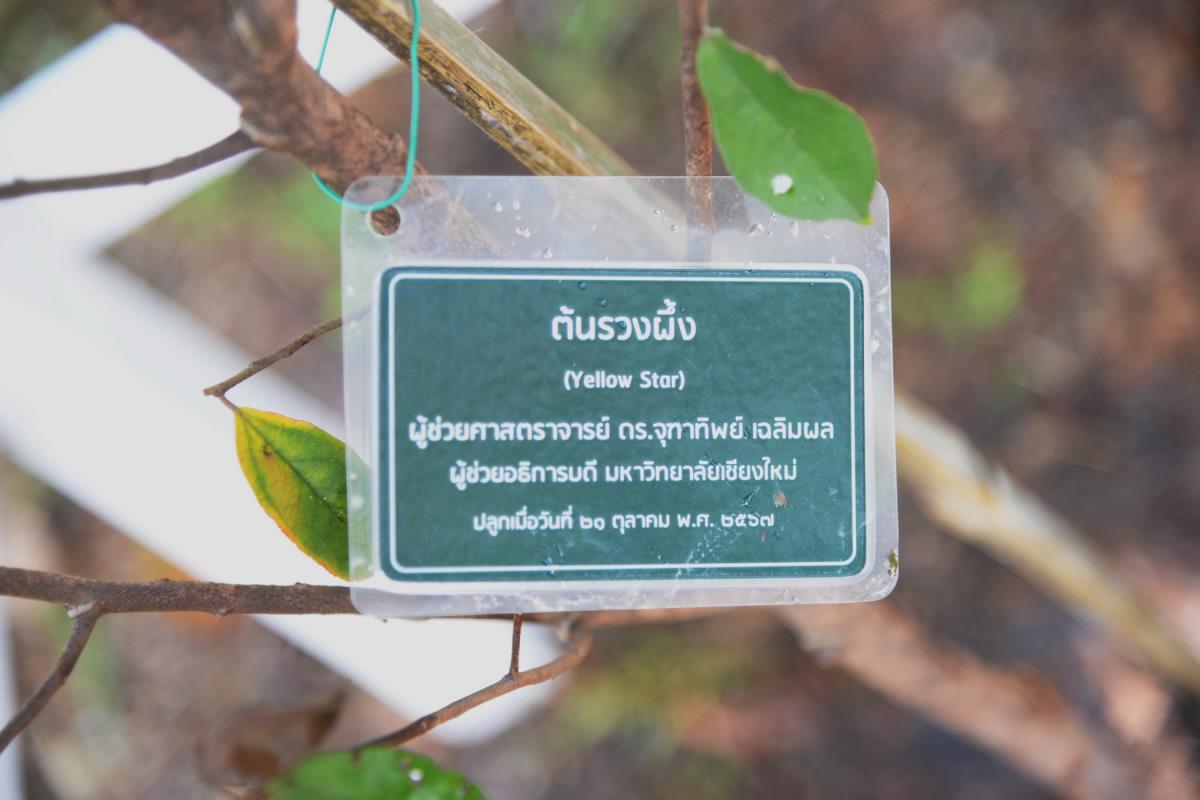 ต้นรวงผึ้ง
(Yellow Star)
ผู้ช่วยศาสตราจารย์ ดร.จุฑาทิพย์ เฉลิมผล
ผู้ช่วยอธิการบดี มหาวิทยาลัยเชียงใหม่
ปลูกเมื่อวันที่ ๒๑ ตุลาคม พ.ศ. ๒๕๖๗